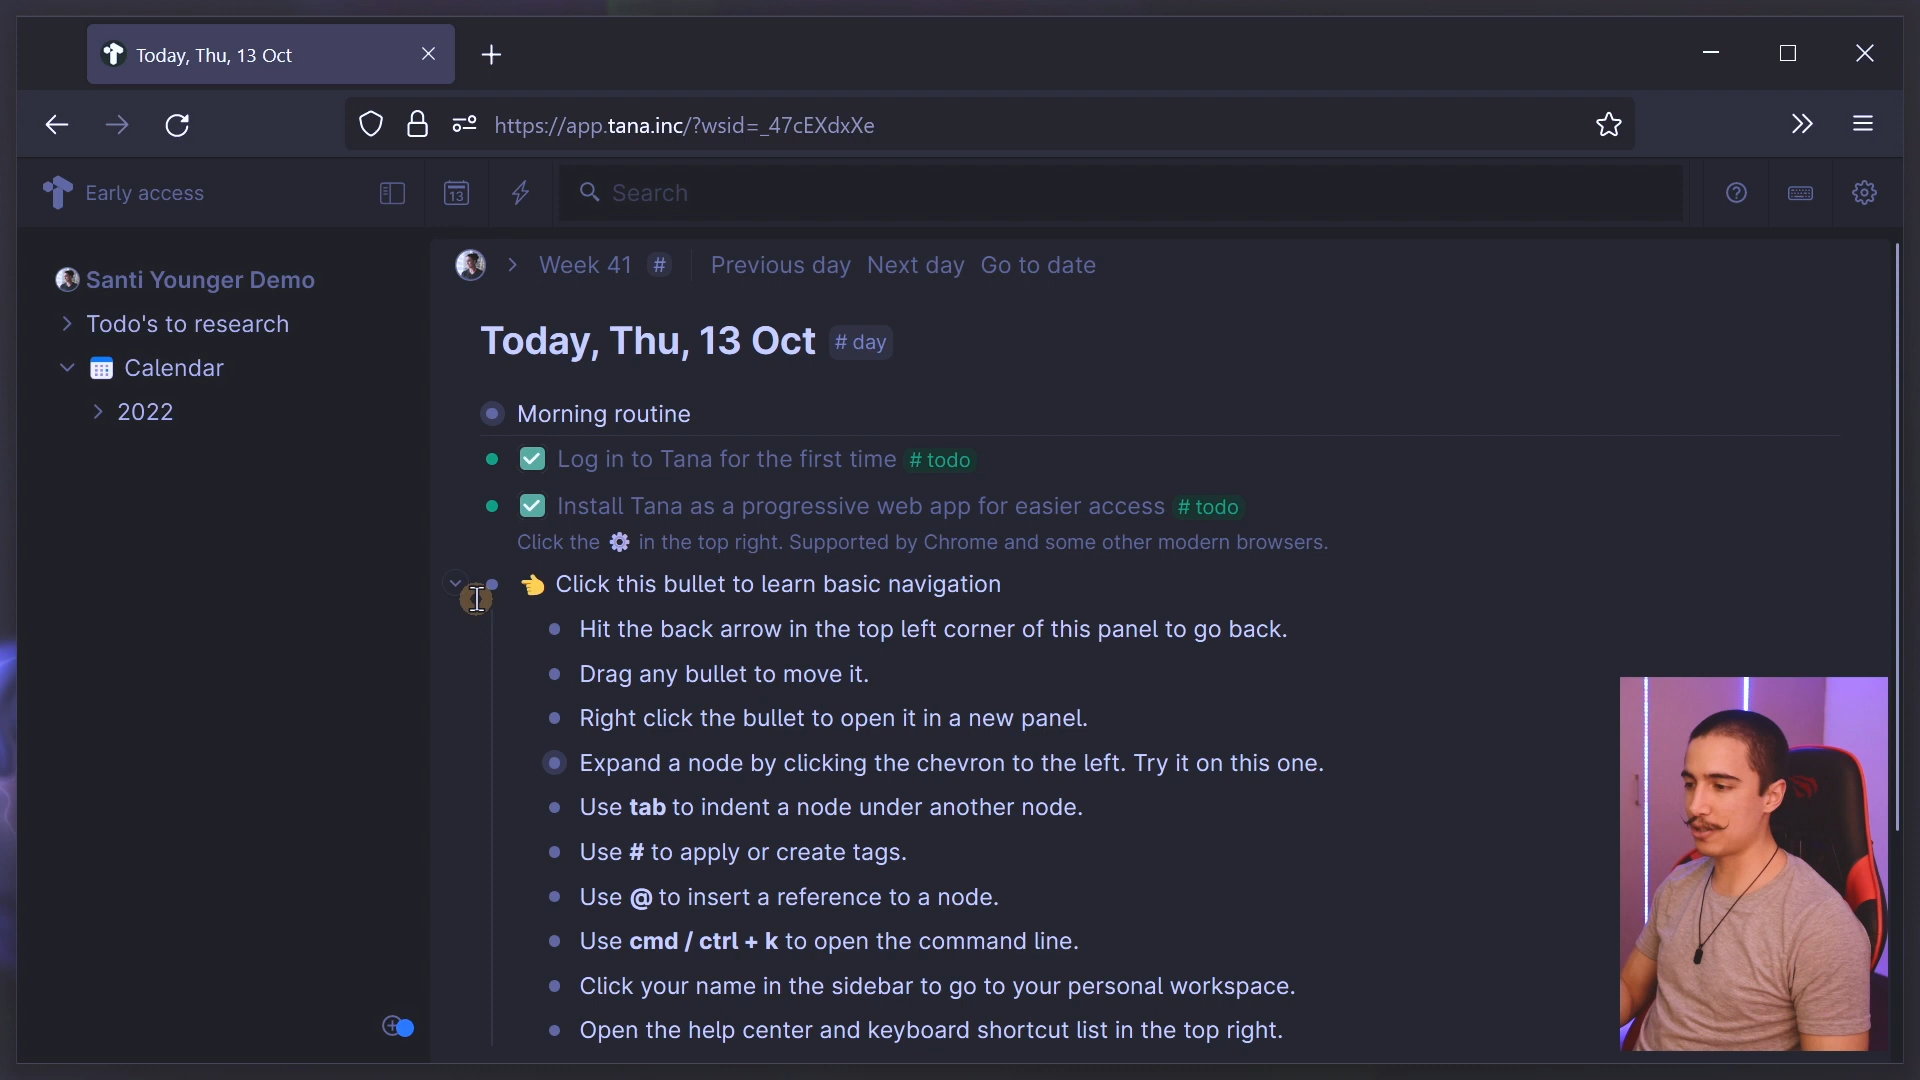 Today, Thu, 13 Oct
https://app.tana.inc/?wsid=_47cEXdxXe
Early access
13
Search
Santi Younger Demo
Todo's to research
Calendar
2022
Week 41 # Previous day Next day Go to date
Today, Thu, 13 Oct # day
Morning routine
Log in to Tana for the first time # todo
Install Tana as a progressive web app for easier access # todo
Click the ⚙ in the top right. Supported by Chrome and some other modern browsers.
👈 Click this bullet to learn basic navigation
Hit the back arrow in the top left corner of this panel to go back.
Drag any bullet to move it.
Right click the bullet to open it in a new panel.
Expand a node by clicking the chevron to the left. Try it on this one.
Use tab to indent a node under another node.
Use # to apply or create tags.
Use @ to insert a reference to a node.
Use cmd / ctrl + k to open the command line.
Click your name in the sidebar to go to your personal workspace.
Open the help center and keyboard shortcut list in the top right.